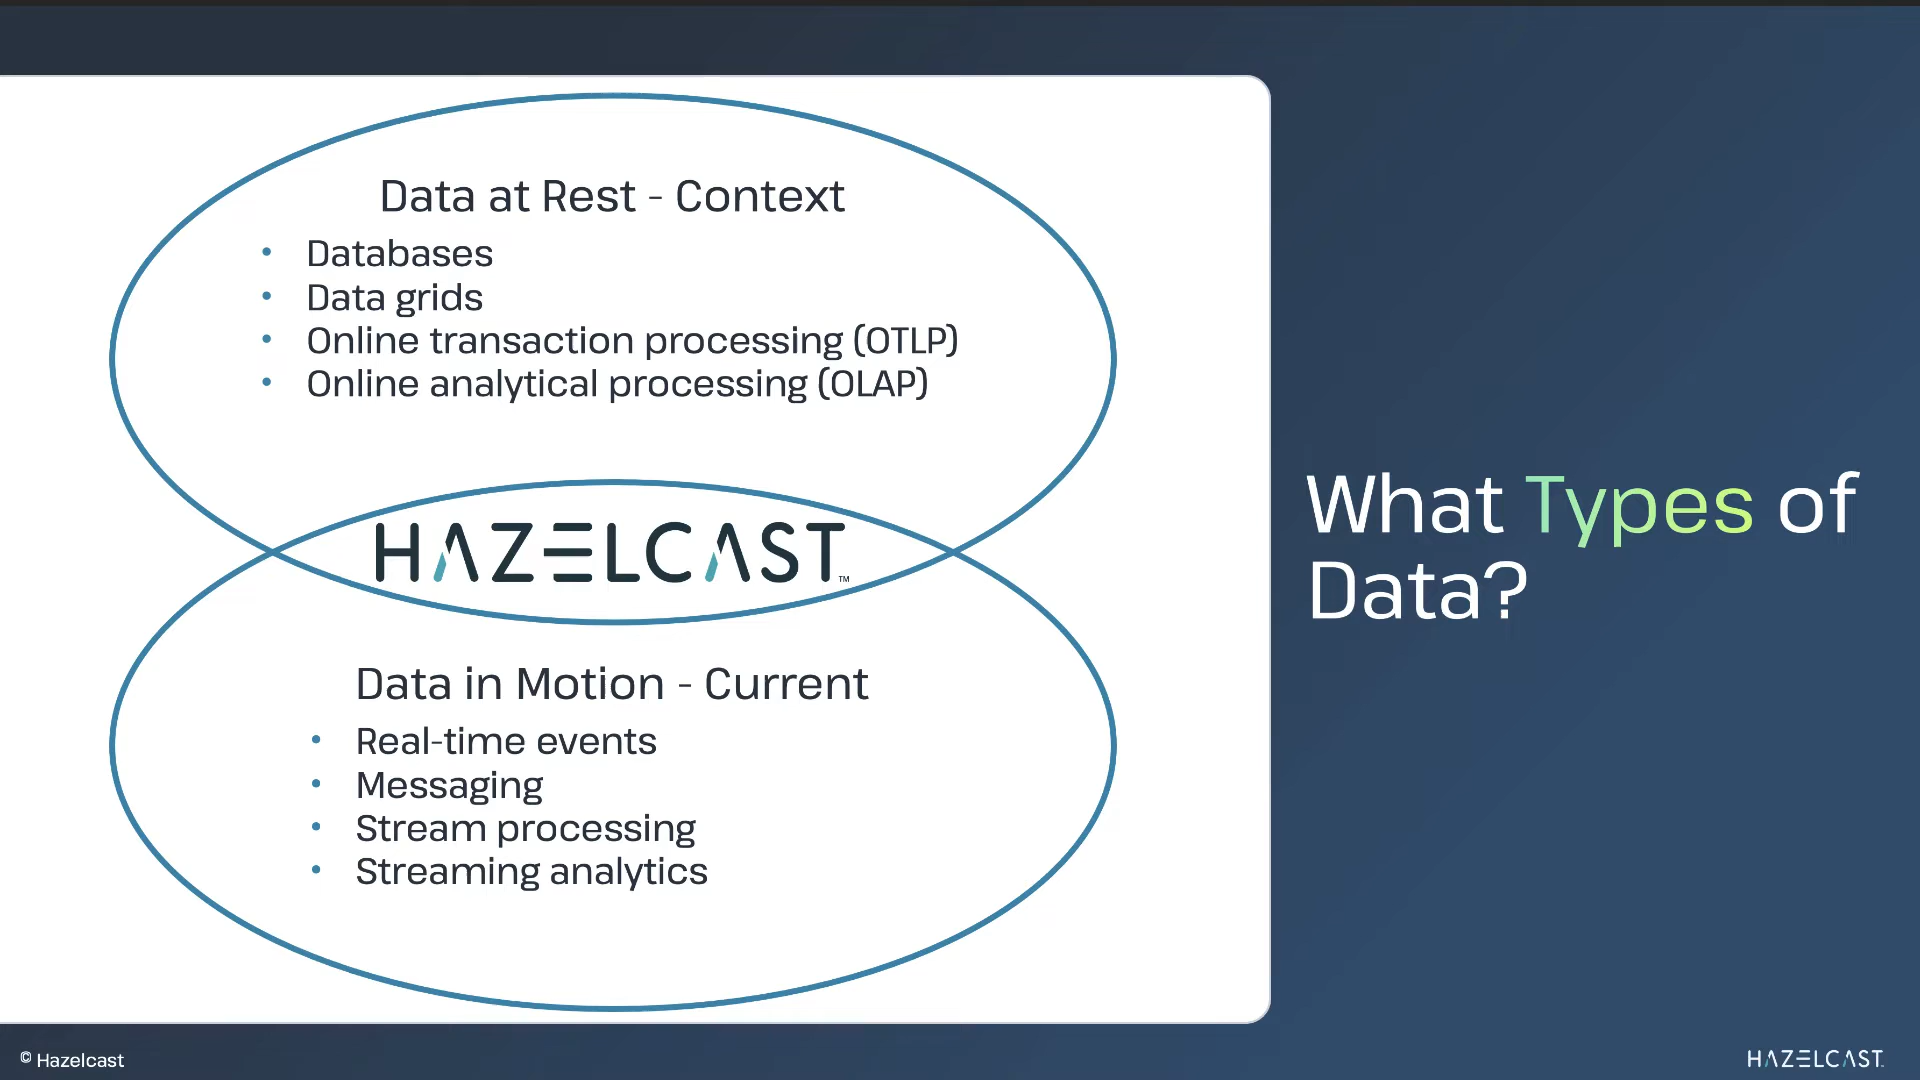 Data at Rest - Context
• Databases
• Data grids
• Online transaction processing (OTLP)
• Online analytical processing (OLAP)
HAZELCAST™
Data in Motion - Current
• Real-time events
• Messaging
• Stream processing
• Streaming analytics
What Types of
Data?
© Hazelcast
HAZELCAST